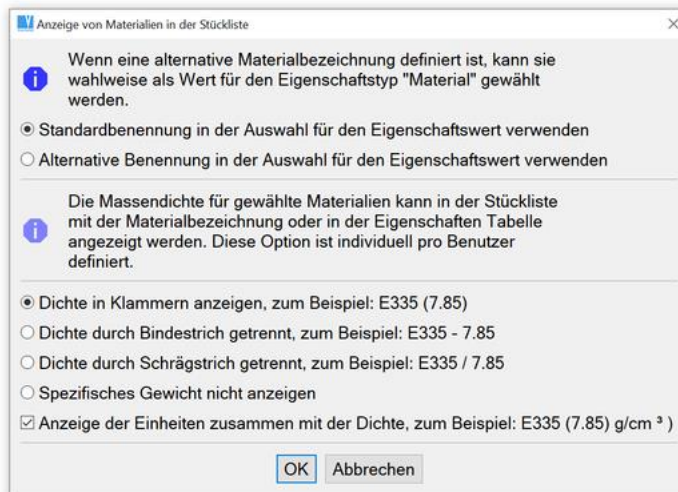 Anzeige von Materialien in der Stückliste
Wenn eine alternative Materialbezeichnung definiert ist, kann sie
wahlweise als Wert für den Eigenschaftstyp "Material" gewählt
werden.
Standardbenennung in der Auswahl für den Eigenschaftswert verwenden
Alternative Benennung in der Auswahl für den Eigenschaftswert verwenden
Die Massendichte für gewählte Materialien kann in der Stückliste
mit der Materialbezeichnung oder in der Eigenschaften Tabelle
angezeigt werden. Diese Option ist individuell pro Benutzer
definiert.
Dichte in Klammern anzeigen, zum Beispiel: E335 (7.85)
Dichte durch Bindestrich getrennt, zum Beispiel: E335 - 7.85
Dichte durch Schrägstrich getrennt, zum Beispiel: E335 / 7.85
Spezifisches Gewicht nicht anzeigen
Anzeige der Einheiten zusammen mit der Dichte, zum Beispiel: E335 (7.85) g/cm ³ )
OK Abbrechen